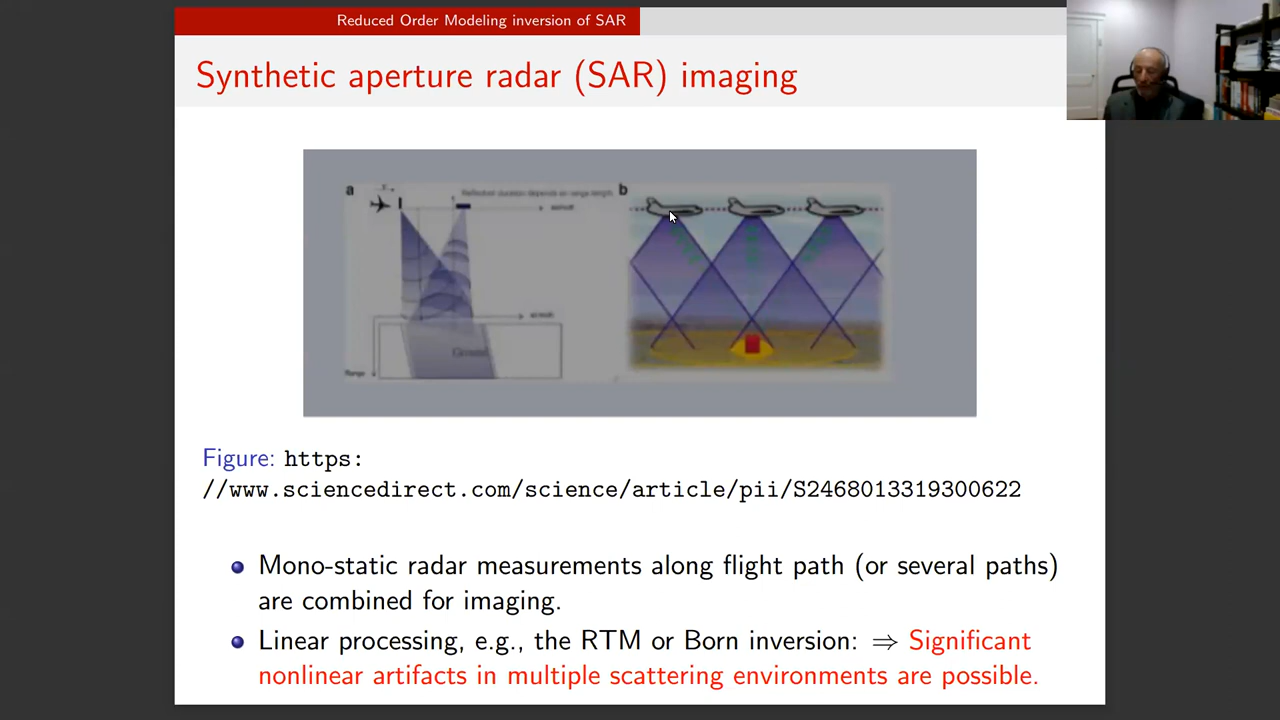 Reduced Order Modeling inversion of SAR
Synthetic aperture radar (SAR) imaging
a
b
Ground
Range
Figure: https:
//www.sciencedirect.com/science/article/pii/S2468013319300622
Mono-static radar measurements along flight path (or several paths)
are combined for imaging.
Linear processing, e.g., the RTM or Born inversion: ⇒ Significant
nonlinear artifacts in multiple scattering environments are possible.